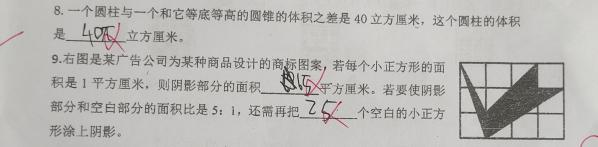 8. 一个圆柱与一个和它等底等高的圆锥的体积之差是 40 立方厘米，这个圆柱的体积
是 40π 立方厘米。
9.右图是某广告公司为某种商品设计的商标图案，若每个小正方形的面
积是 1 平方厘米，则阴影部分的面积 平方厘米。若要使阴影
部分和空白部分的面积比是 5：1，还需再把 25 个空白的小正方
形涂上阴影。